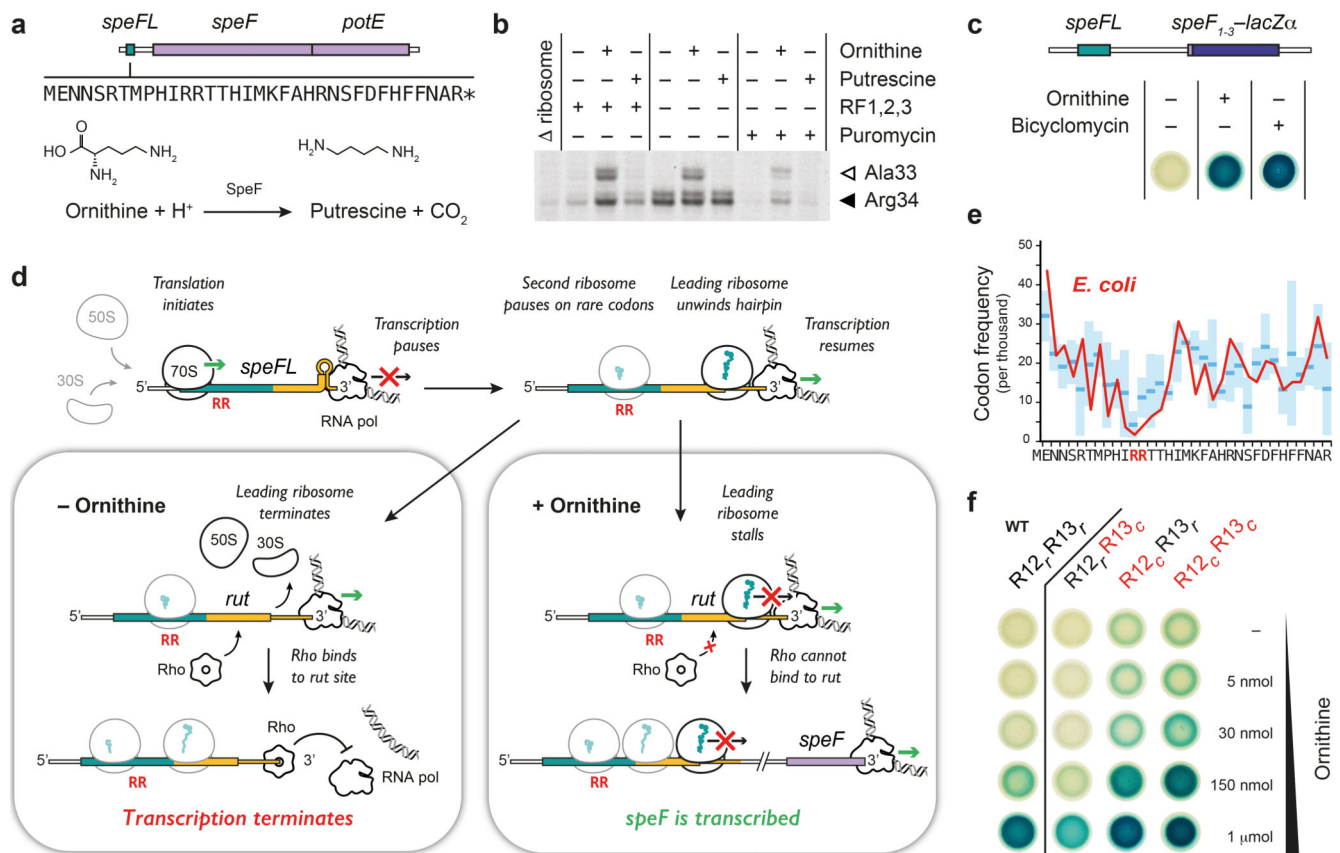 a
speFL
speF
potE
MENNSRTMPHIRRTTHIMKFAHRNSFDFHFFNAR*
O
HO
NH2
NH2
H2N
NH2
Ornithine + H+
SpeF
Putrescine + CO2
b
Δ ribosome
– + – – + – – + – Ornithine
– – + – – + – – + Putrescine
+ + + – – – – – – RF1,2,3
– – – – – – + + + Puromycin
Ala33
Arg34
c
speFL
speF1-3–lacZα
Ornithine – + –
Bicyclomycin – – +
d
Translation
initiates
50S
30S
70S
5'
speFL
RR
Transcription
pauses
3'
RNA pol
Second ribosome
pauses on rare codons
Leading ribosome
unwinds hairpin
Transcription
resumes
5'
RR
3'
– Ornithine
Leading ribosome
terminates
50S
30S
5'
rut
3'
RR
Rho
Rho binds
to rut site
Rho
3'
5'
RR
RNA pol
Transcription terminates
+ Ornithine
Leading
ribosome
stalls
5'
rut
3'
RR
Rho
Rho cannot
bind to rut
speF
5'
3'
RR
speF is transcribed
e
Codon frequency
(per thousand)
50
40
30
20
10
0
E. coli
MENNSRTMPHIRRTTHIMKFAHRNSFDFHFFNAR
f
WT
R12r R13r
R12r R13c
R12c R13r
R12c R13c
–
5 nmol
30 nmol
150 nmol
1 μmol
Ornithine